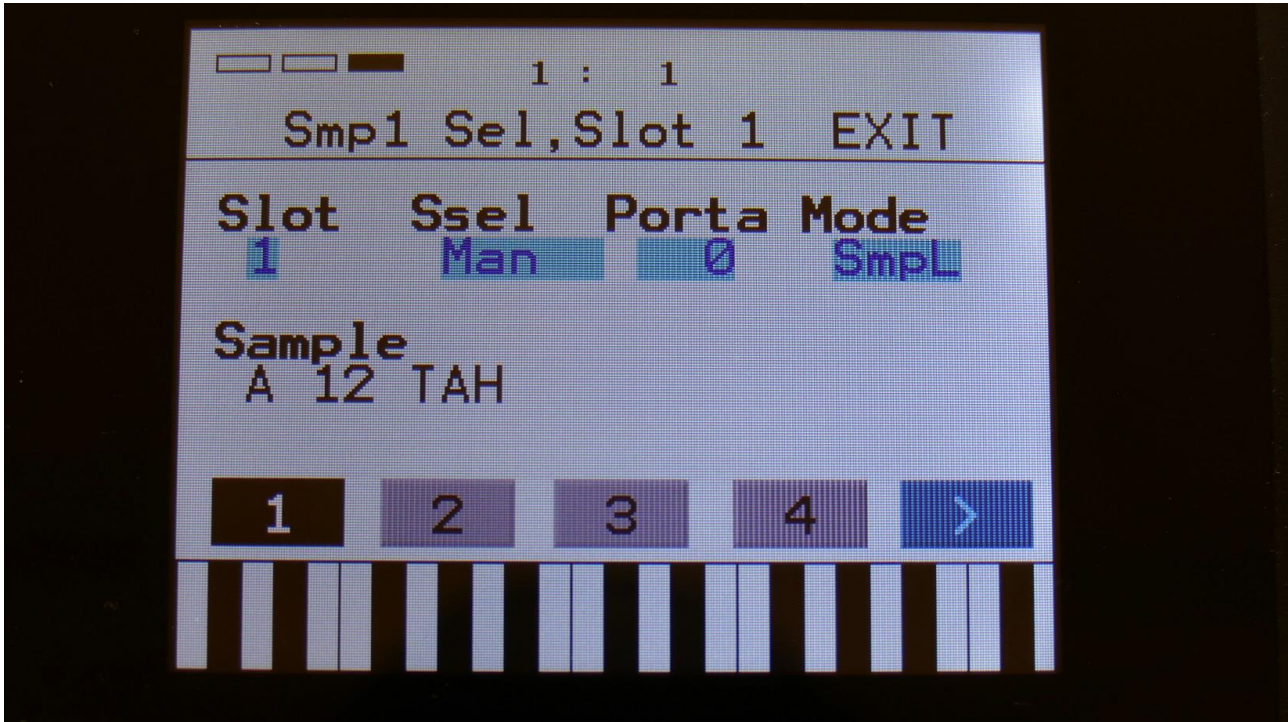 1 : 1
Smp1 Sel,Slot 1 EXIT
Slot Ssel Porta Mode
1 Man 0 SmpL
Sample
A 12 TAH
1 2 3 4 >